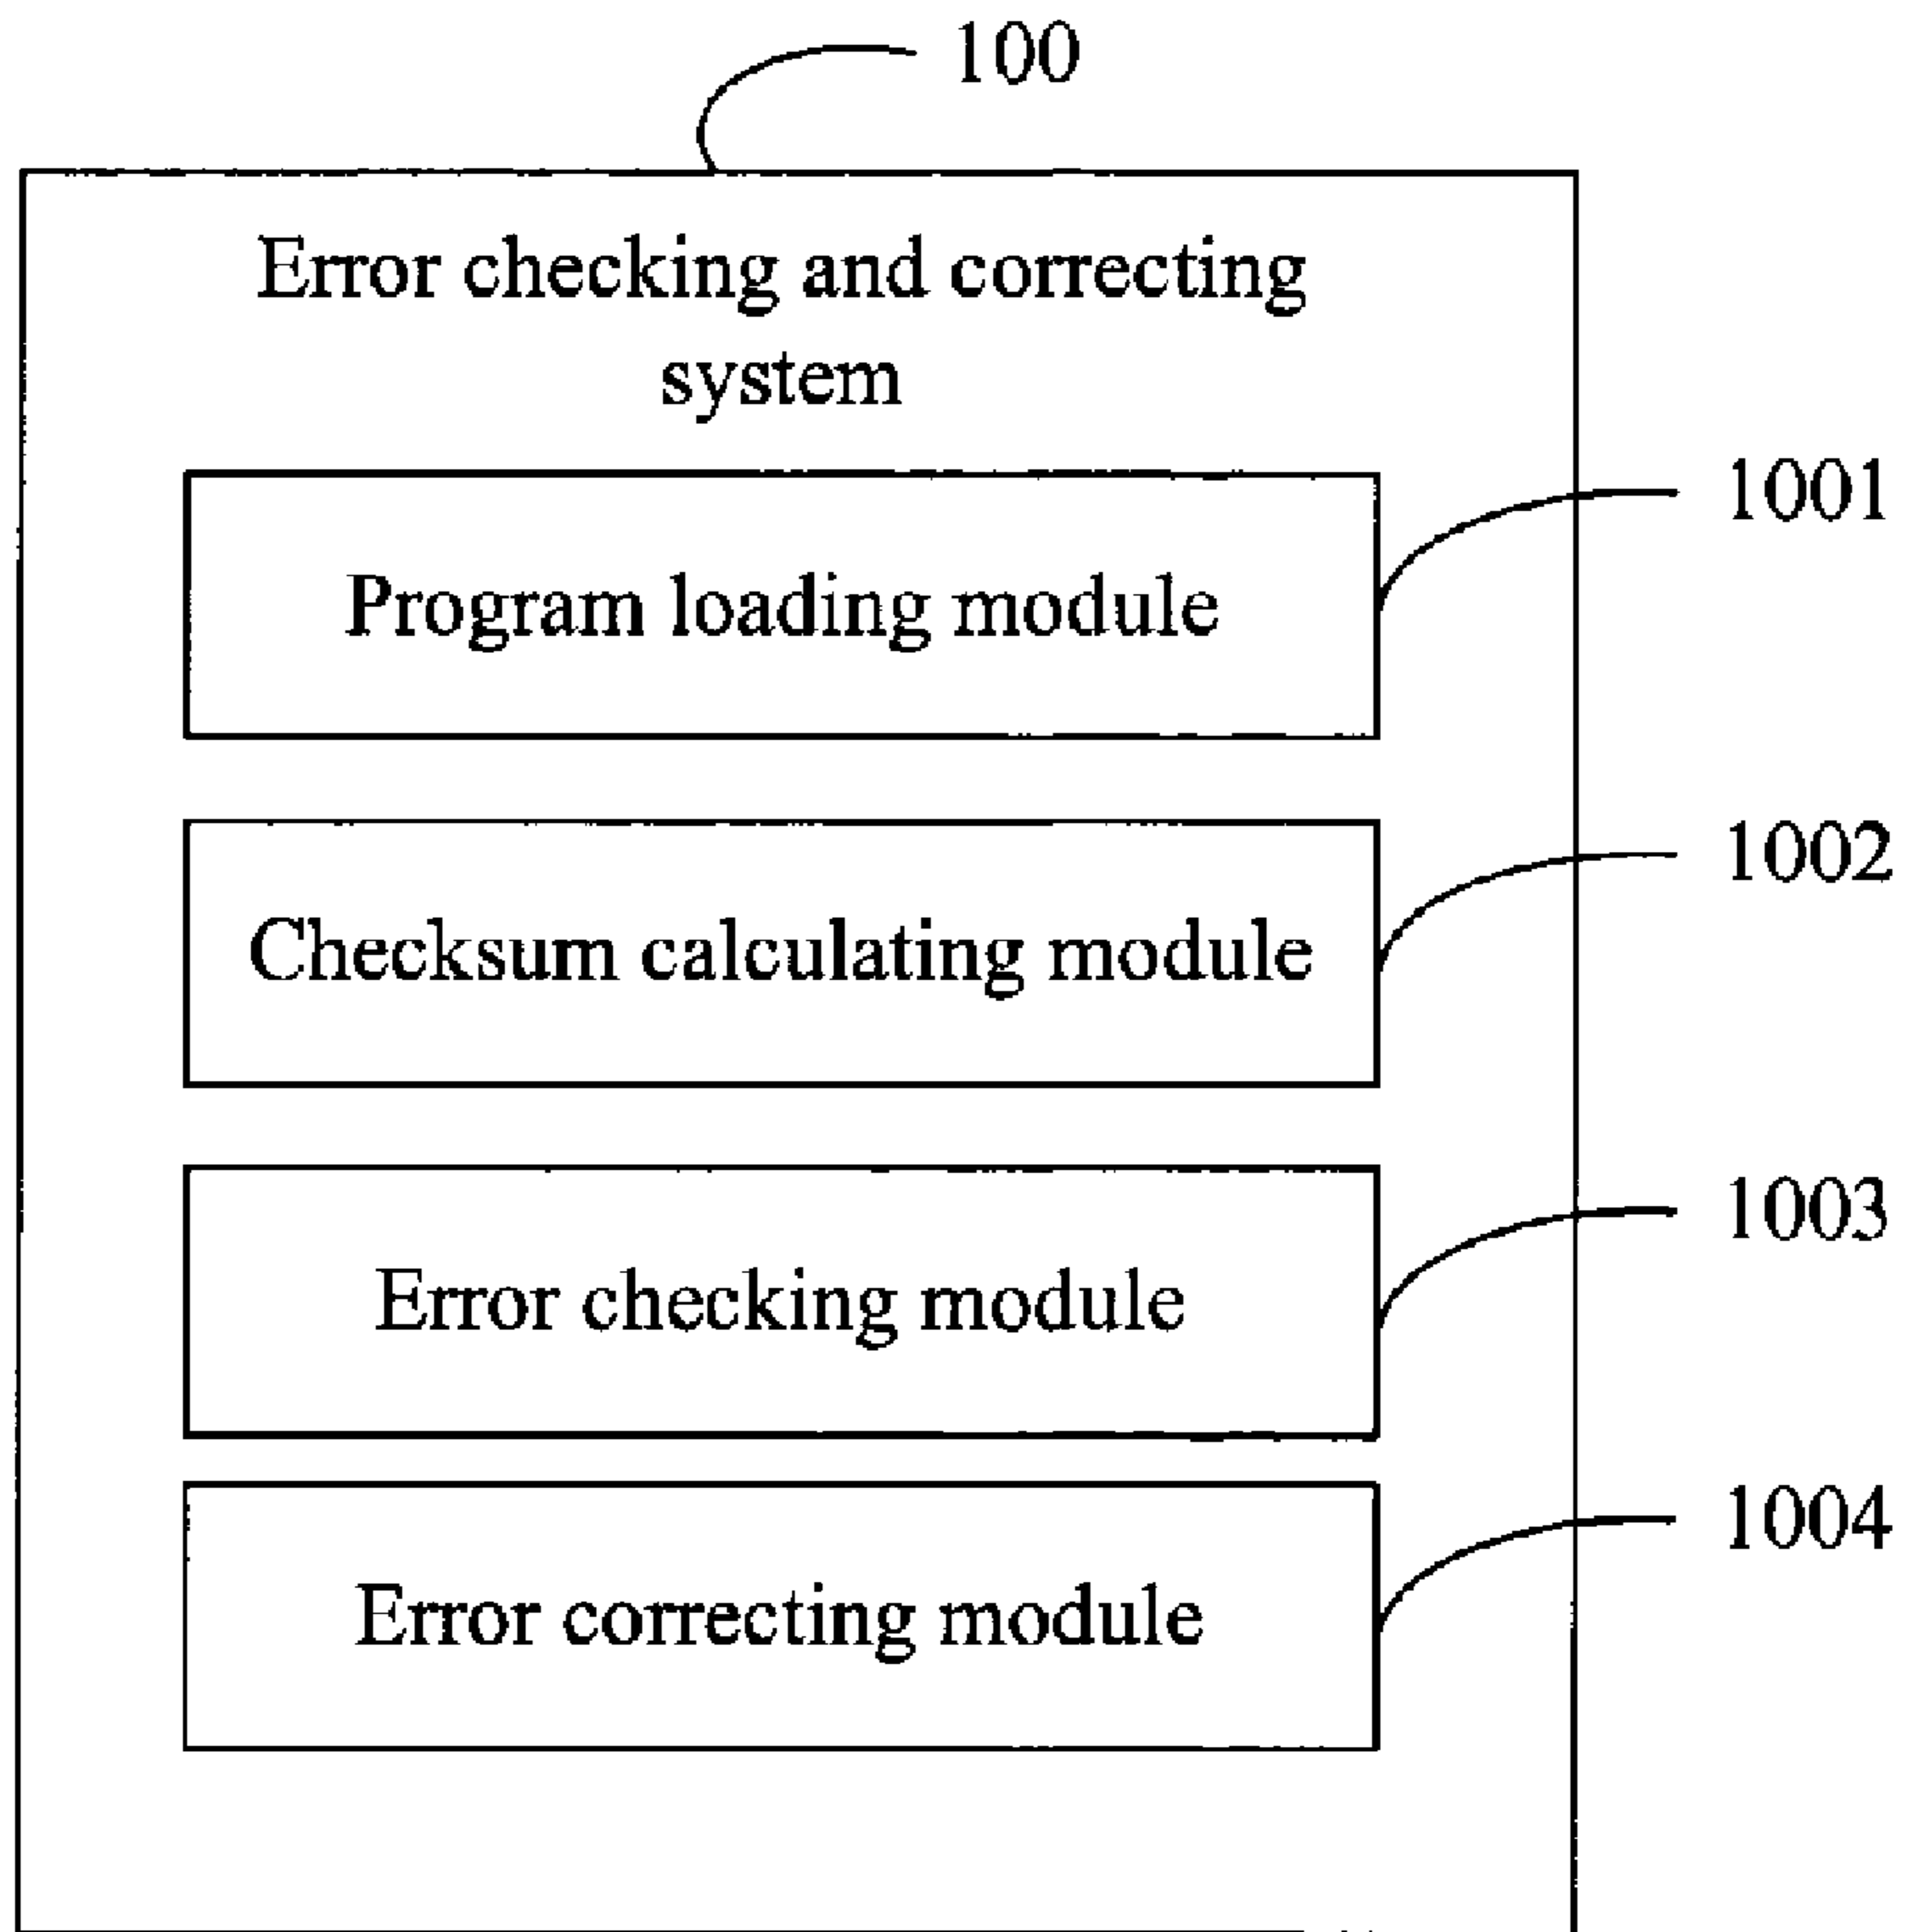 100
Error checking and correcting
system
1001
Program loading module
1002
Checksum calculating module
1003
Error checking module
1004
Error correcting module